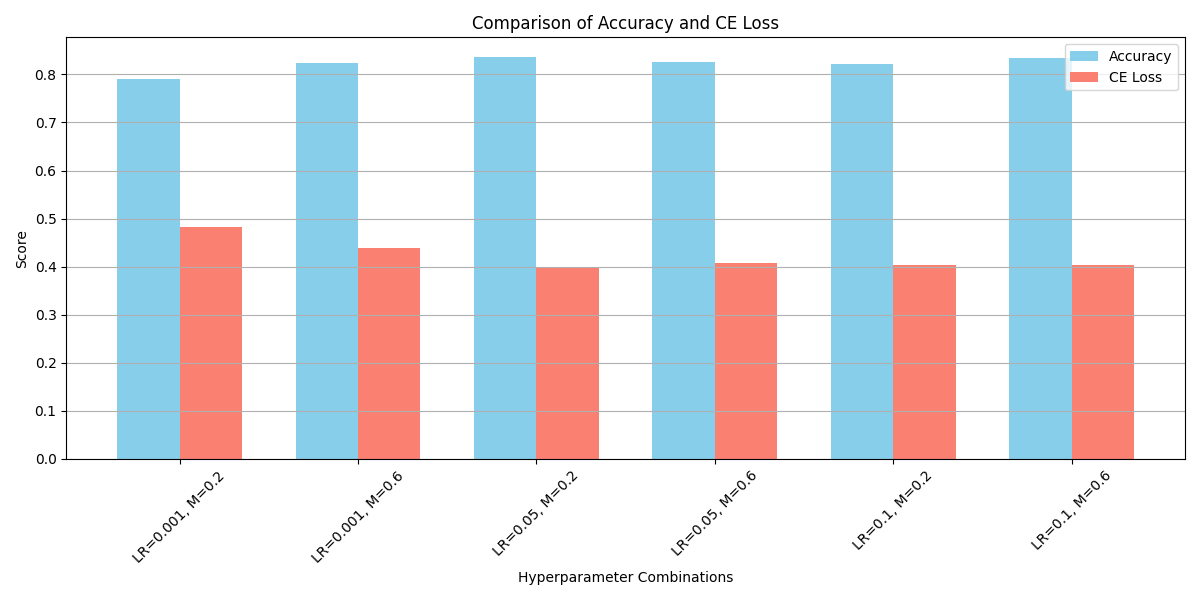 Comparison of Accuracy and CE Loss
Accuracy
CE Loss
Score
0.8
0.7
0.6
0.5
0.4
0.3
0.2
0.1
0.0
LR=0.001, M=0.2
LR=0.001, M=0.6
LR=0.05, M=0.2
LR=0.05, M=0.6
LR=0.1, M=0.2
LR=0.1, M=0.6
Hyperparameter Combinations